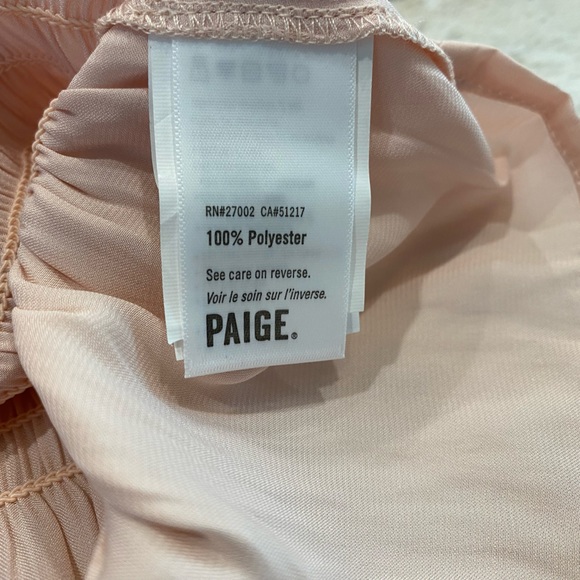 RN#27002 CA#51217
100% Polyester
See care on reverse.
Voir le soin sur l'inverse.
PAIGE®